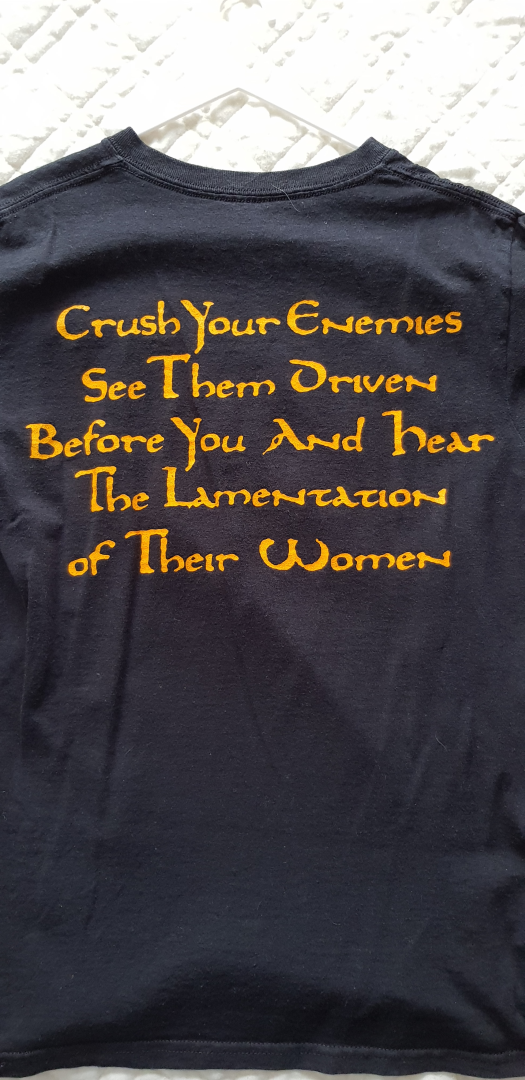 Crush Your Enemies
See Them Driven
Before You And Hear
The Lamentation
of Their Women